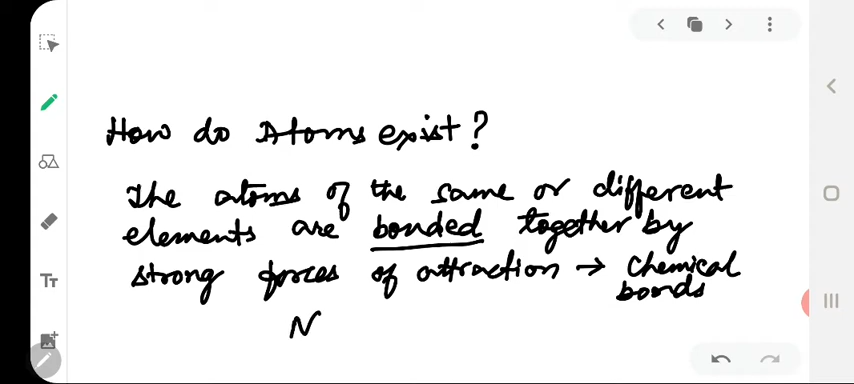 How do Atoms exist?
The atoms of the same or different
elements are bonded together by
strong forces of attraction → Chemical
bonds
N
Tт